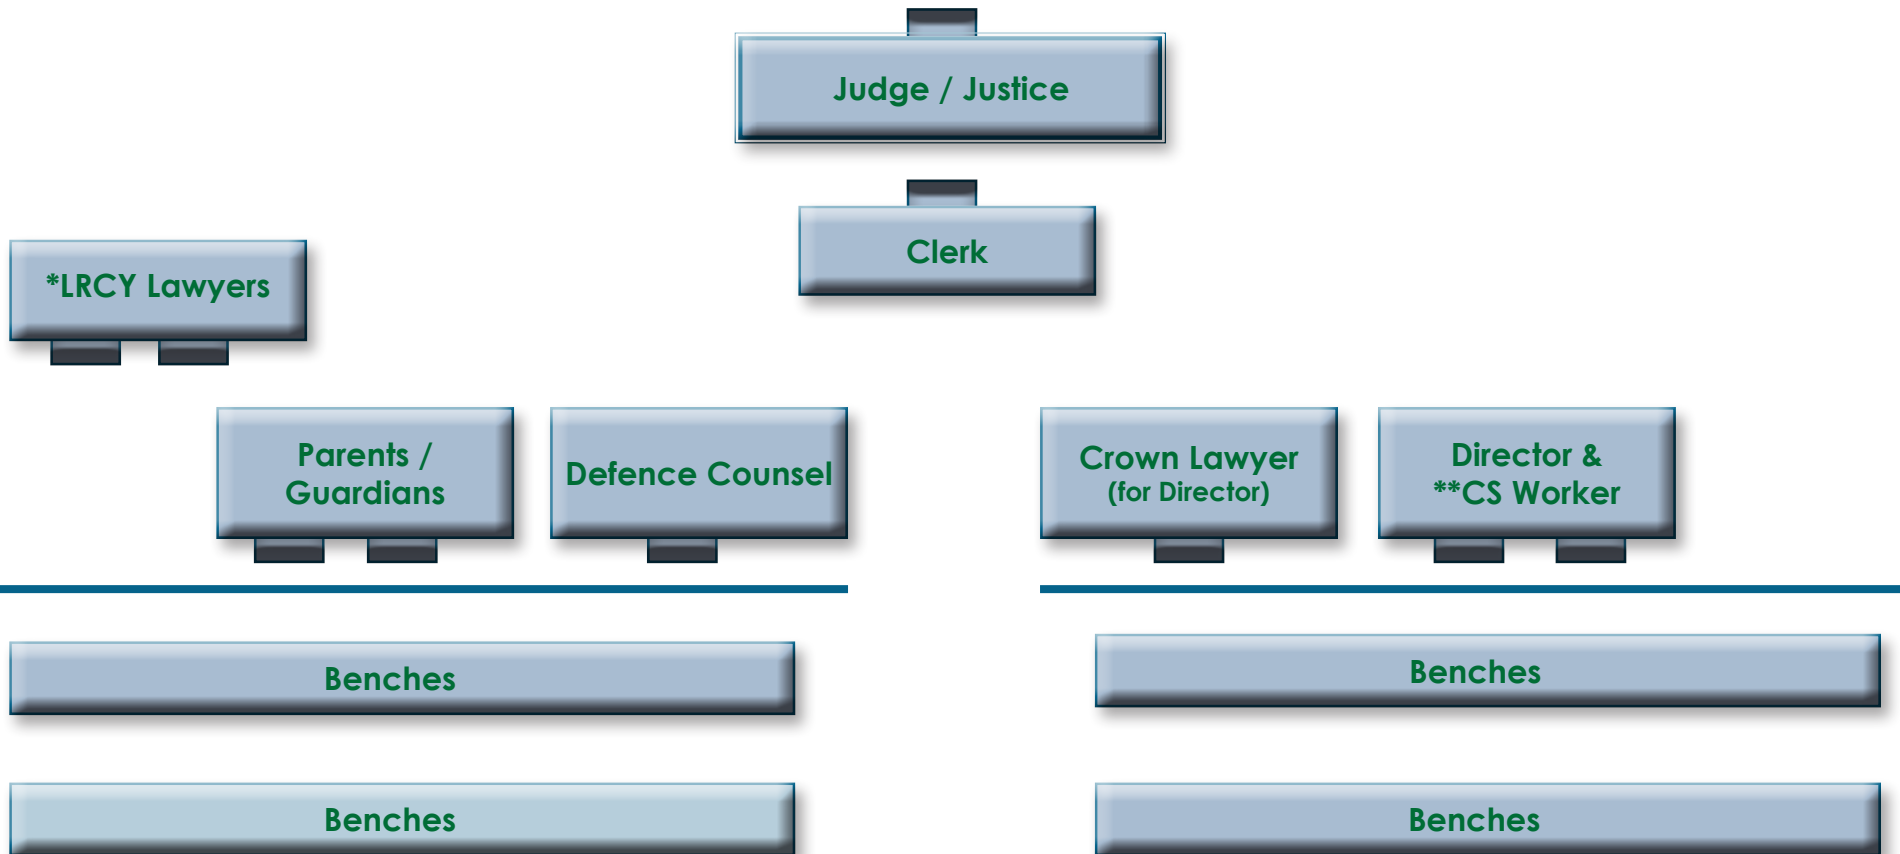 Judge / Justice
Clerk
*LRCY Lawyers
Parents /
Guardians
Defence Counsel
Crown Lawyer
(for Director)
Director &
**CS Worker
Benches
Benches
Benches
Benches